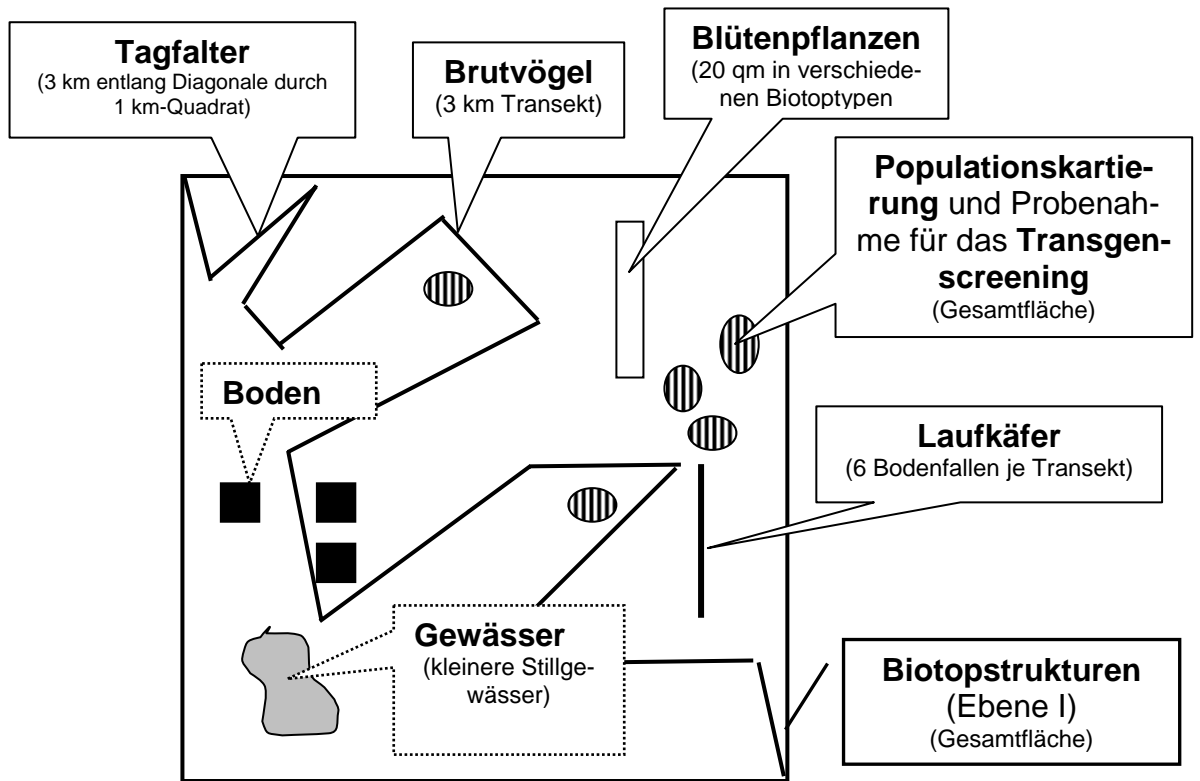 Tagfalter
(3 km entlang Diagonale durch
1 km-Quadrat)
Brutvögel
(3 km Transekt)
Blütenpflanzen
(20 qm in verschiede-
nen Biotoptypen
Populationskartie-
rung und Probenah-
me für das Transgen-
screening
(Gesamtfläche)
Boden
Laufkäfer
(6 Bodenfallen je Transekt)
Gewässer
(kleinere Stillge-
wässer)
Biotopstrukturen
(Ebene I)
(Gesamtfläche)